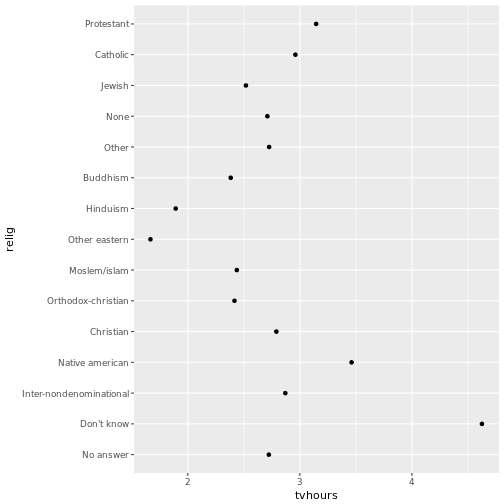 Protestant
Catholic
Jewish
None
Other
Buddhism
Hinduism
Other eastern
Moslem/islam
Orthodox-christian
Christian
Native american
Inter-nondenominational
Don't know
No answer
relig
2 3 4
tvhours